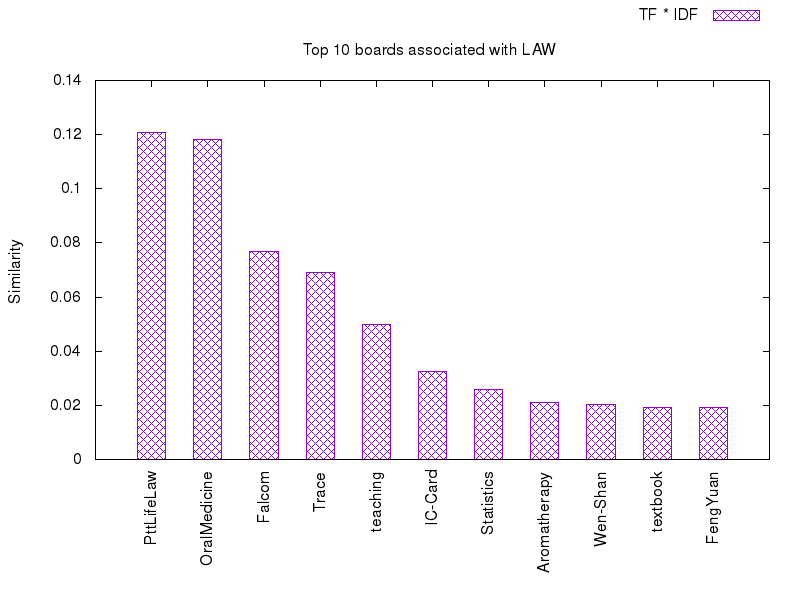 TF * IDF
Top 10 boards associated with LAW
0.14
0.12
0.1
0.08
0.06
0.04
0.02
0
Similarity
PttLifeLaw
OralMedicine
Falcom
Trace
teaching
IC-Card
Statistics
Aromatherapy
Wen-Shan
textbook
FengYuan